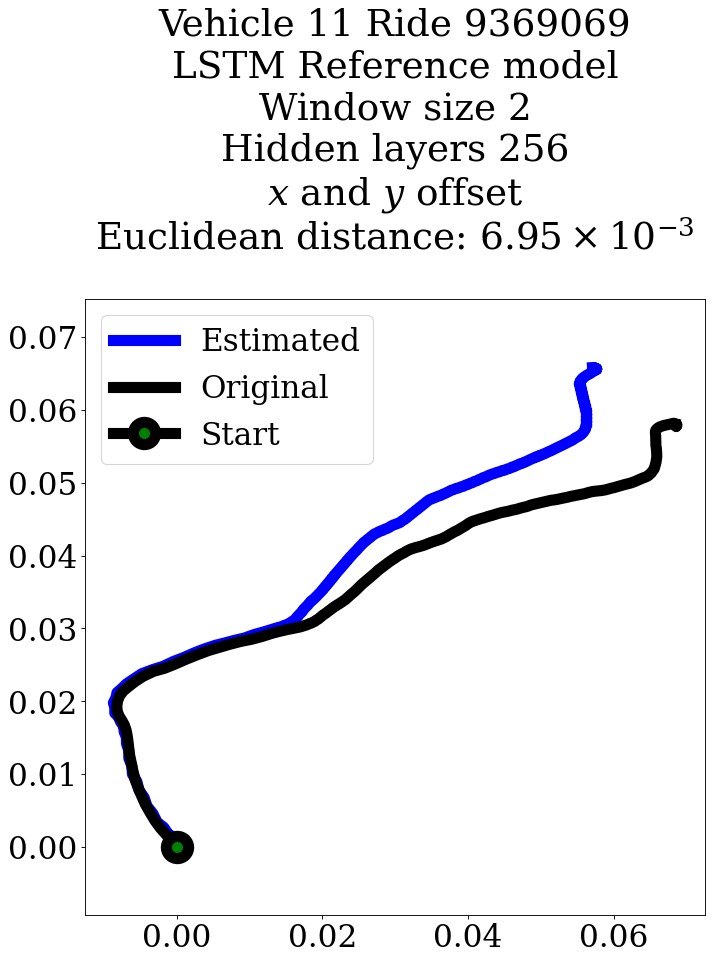 Vehicle 11 Ride 9369069
LSTM Reference model
Window size 2
Hidden layers 256
x and y offset
Euclidean distance: 6.95 × 10⁻³
Estimated
Original
Start
0.07
0.06
0.05
0.04
0.03
0.02
0.01
0.00
0.00 0.02 0.04 0.06